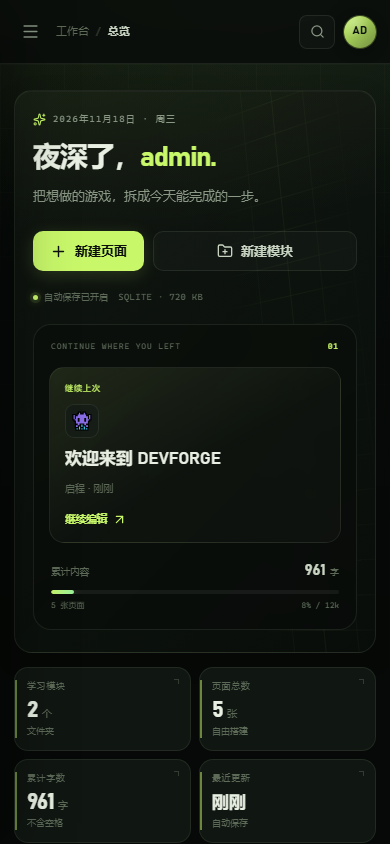 工作台 / 总览
AD
2026年11月18日 · 周三
夜深了, admin.
把想做的游戏，拆成今天能完成的一步。
新建页面
新建模块
自动保存已开启 SQLITE · 720 KB
CONTINUE WHERE YOU LEFT 01
继续上次
欢迎来到 DEVFORGE
启程 · 刚刚
继续编辑
累计内容 961 字
5 张页面 8% / 12k
学习模块
2 个
文件夹
页面总数
5 张
自由搭建
累计字数
961 字
不含空格
最近更新
刚刚
自动保存